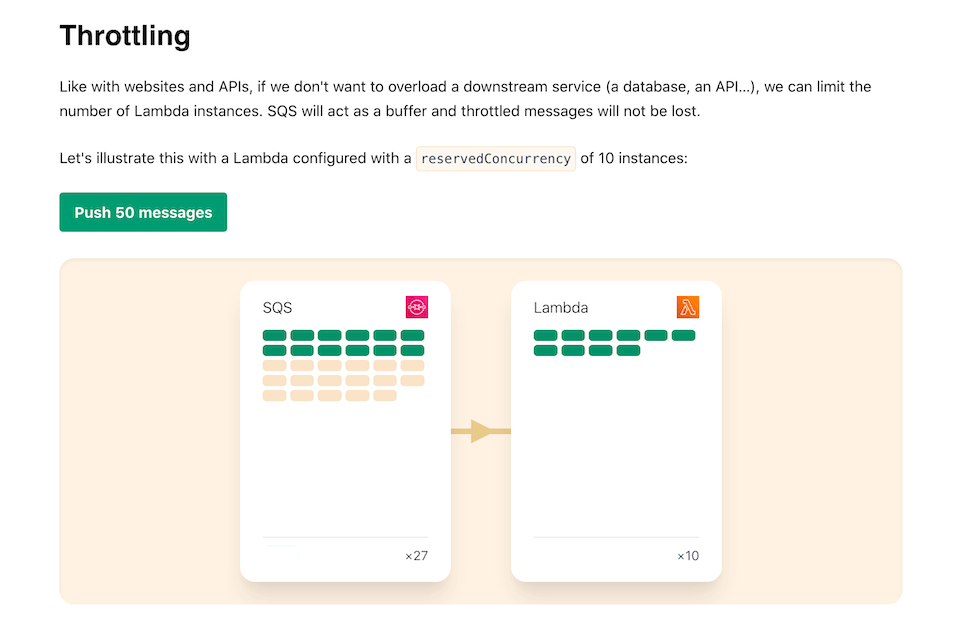 Throttling
Like with websites and APIs, if we don't want to overload a downstream service (a database, an API...), we can limit the
number of Lambda instances. SQS will act as a buffer and throttled messages will not be lost.
Let's illustrate this with a Lambda configured with a reservedConcurrency of 10 instances:
Push 50 messages
SQS
Lambda
×27
×10